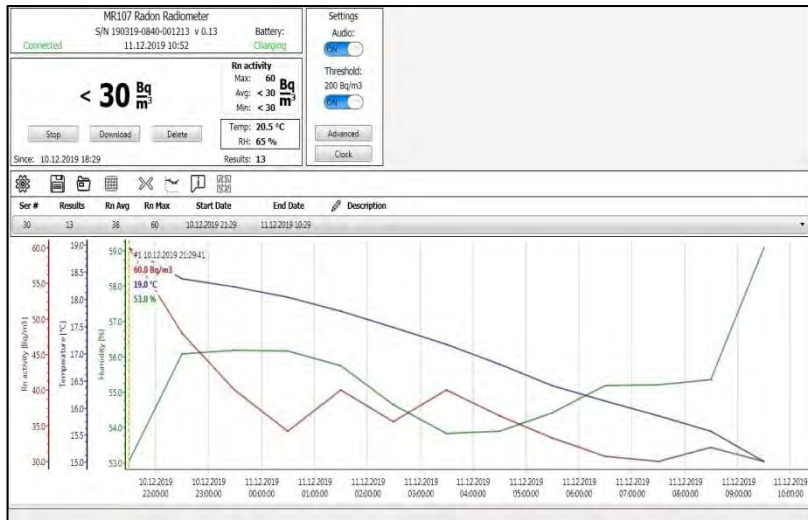 MR107 Radon Radiometer
S/N 190319-0840-001213 v 0.13
Battery:
Connected
11.12.2019 10:52
Charging
Settings
Audio:
ON
Threshold:
200 Bq/m3
ON
Advanced
Clock
< 30 Bq/m³
Rn activity
Max: 60
Avg: < 30
Min: < 30
Bq/m³
Temp: 20.5 °C
RH: 65 %
Stop Download Delete
Since: 10.12.2019 18:29
Results: 13
Ser # Results Rn Avg Rn Max Start Date End Date Description
30 13 38 60 10.12.2019 21:29 11.12.2019 10:29
Rn activity [Bq/m3]
60.0
55.0
50.0
45.0
40.0
35.0
30.0
Temperature [°C]
19.0
18.5
18.0
17.5
17.0
16.5
16.0
15.5
15.0
Humidity [%]
59.0
58.0
57.0
56.0
55.0
54.0
53.0
#1 10.12.2019 21:29:41
60.0 Bq/m3
19.0 °C
53.0 %
10.12.2019 10.12.2019 11.12.2019 11.12.2019 11.12.2019 11.12.2019 11.12.2019 11.12.2019 11.12.2019 11.12.2019 11.12.2019 11.12.2019 11.12.2019
22:00:00 23:00:00 00:00:00 01:00:00 02:00:00 03:00:00 04:00:00 05:00:00 06:00:00 07:00:00 08:00:00 09:00:00 10:00:00